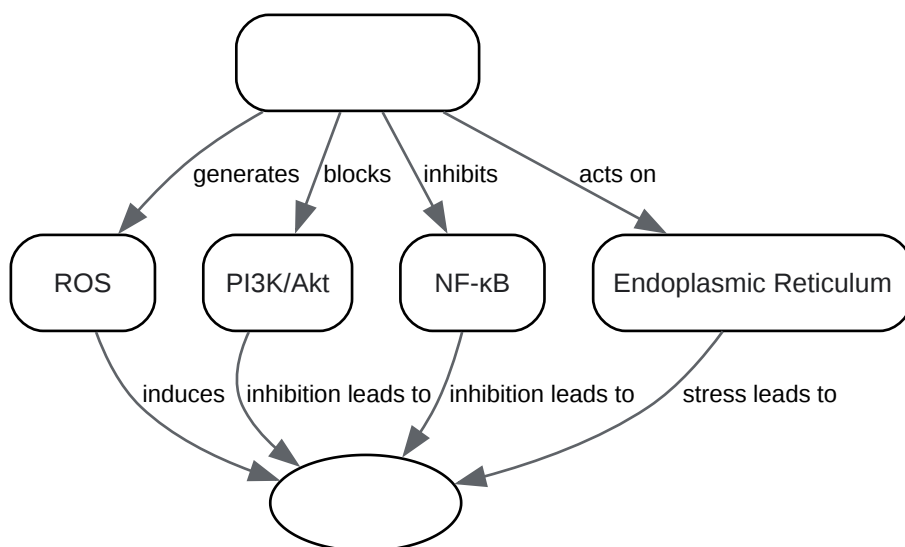 generates
blocks
inhibits
acts on
ROS
PI3K/Akt
NF-κB
Endoplasmic Reticulum
induces
inhibition leads to
inhibition leads to
stress leads to